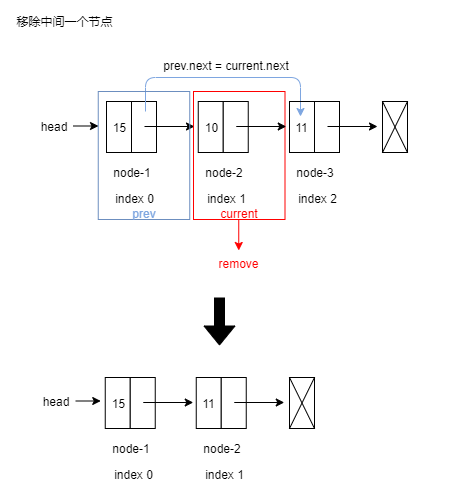 移除中间一个节点
prev.next = current.next
head
15
10
11
node-1
node-2
node-3
index 0
index 1
index 2
prev
current
remove
head
15
11
node-1
node-2
index 0
index 1